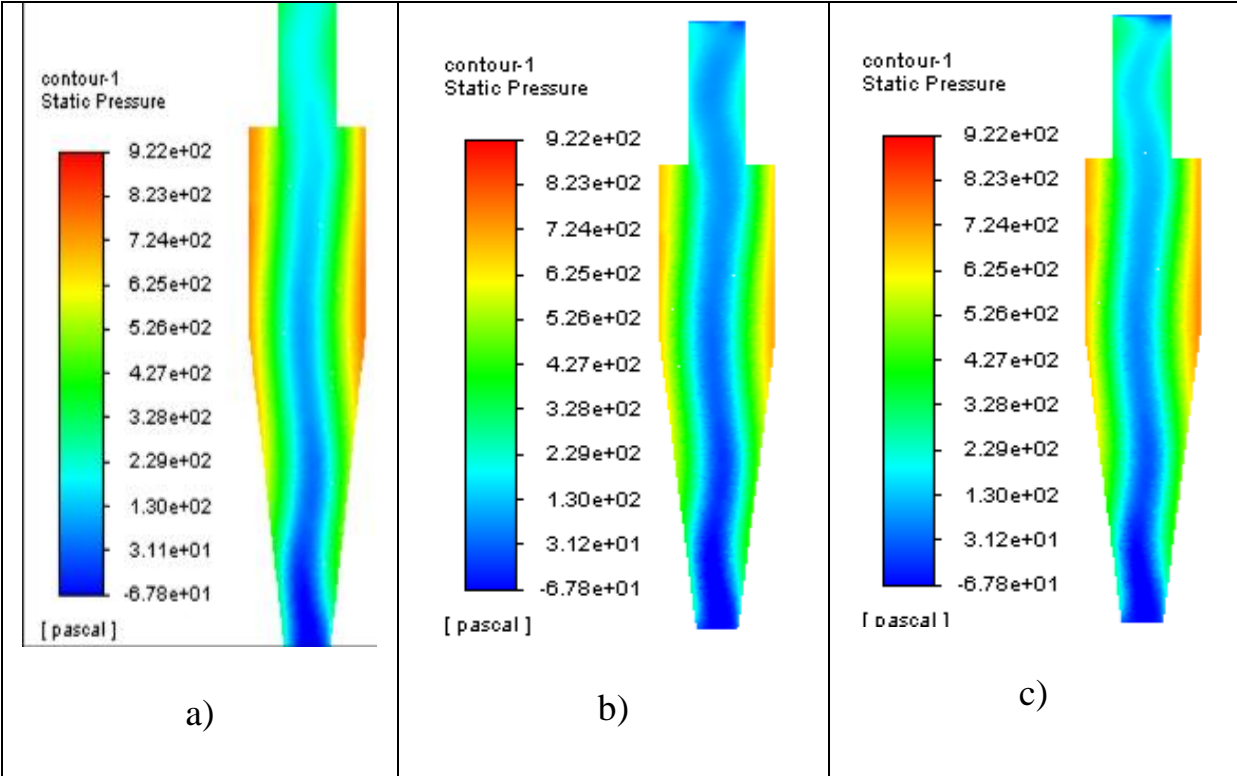 contour-1
Static Pressure
9.22e+02
8.23e+02
7.24e+02
6.25e+02
5.26e+02
4.27e+02
3.28e+02
2.29e+02
1.30e+02
3.11e+01
-6.78e+01
[ pascal ]
a)
contour-1
Static Pressure
9.22e+02
8.23e+02
7.24e+02
6.25e+02
5.26e+02
4.27e+02
3.28e+02
2.29e+02
1.30e+02
3.12e+01
-6.78e+01
[ pascal ]
b)
contour-1
Static Pressure
9.22e+02
8.23e+02
7.24e+02
6.25e+02
5.26e+02
4.27e+02
3.28e+02
2.29e+02
1.30e+02
3.12e+01
-6.78e+01
[ pascal ]
c)